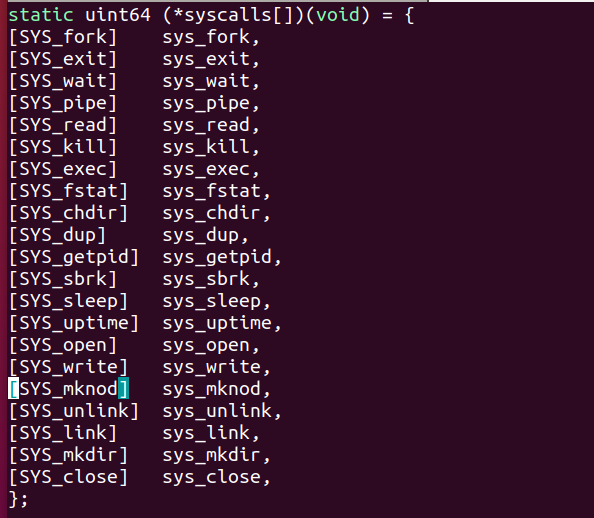 static uint64 (*syscalls[])(void) = {
[SYS_fork]    sys_fork,
[SYS_exit]    sys_exit,
[SYS_wait]    sys_wait,
[SYS_pipe]    sys_pipe,
[SYS_read]    sys_read,
[SYS_kill]    sys_kill,
[SYS_exec]    sys_exec,
[SYS_fstat]   sys_fstat,
[SYS_chdir]   sys_chdir,
[SYS_dup]     sys_dup,
[SYS_getpid]  sys_getpid,
[SYS_sbrk]    sys_sbrk,
[SYS_sleep]   sys_sleep,
[SYS_uptime]  sys_uptime,
[SYS_open]    sys_open,
[SYS_write]   sys_write,
[SYS_mknod]   sys_mknod,
[SYS_unlink]  sys_unlink,
[SYS_link]    sys_link,
[SYS_mkdir]   sys_mkdir,
[SYS_close]   sys_close,
};